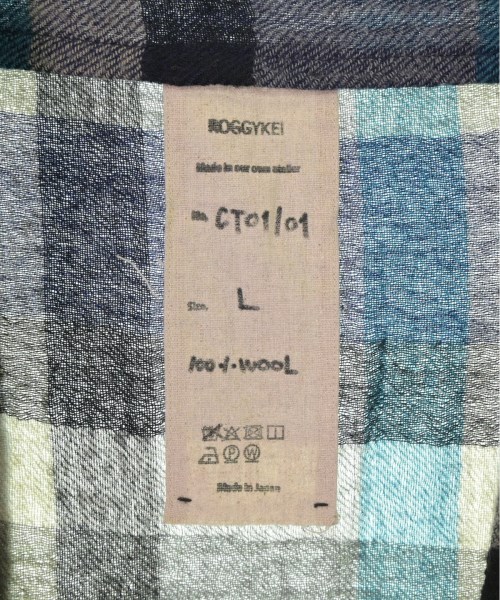 ROGGYKEI
Made in our own atelier
No CT01/01
Size. L
100% WOOL
P W
Made in Japan